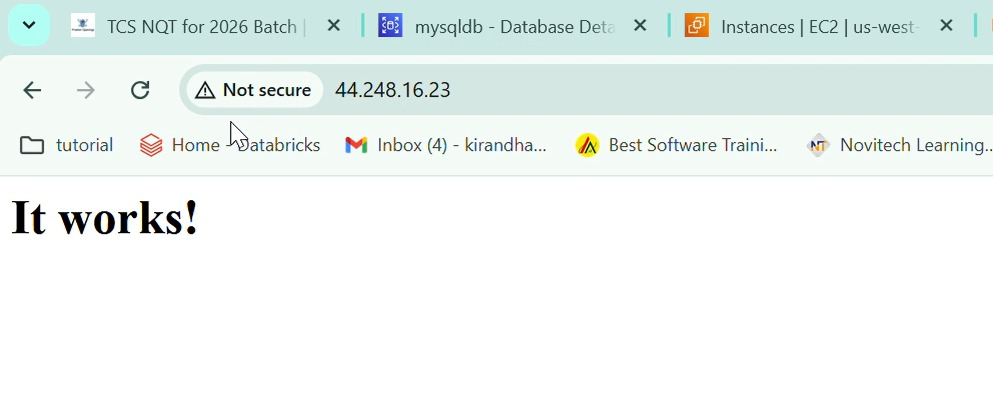 TCS NQT for 2026 Batch | mysqldb - Database Deta Instances | EC2 | us-west-
Not secure 44.248.16.23
tutorial Home - Databricks Inbox (4) - kirandha... Best Software Traini... Novitech Learning...
It works!